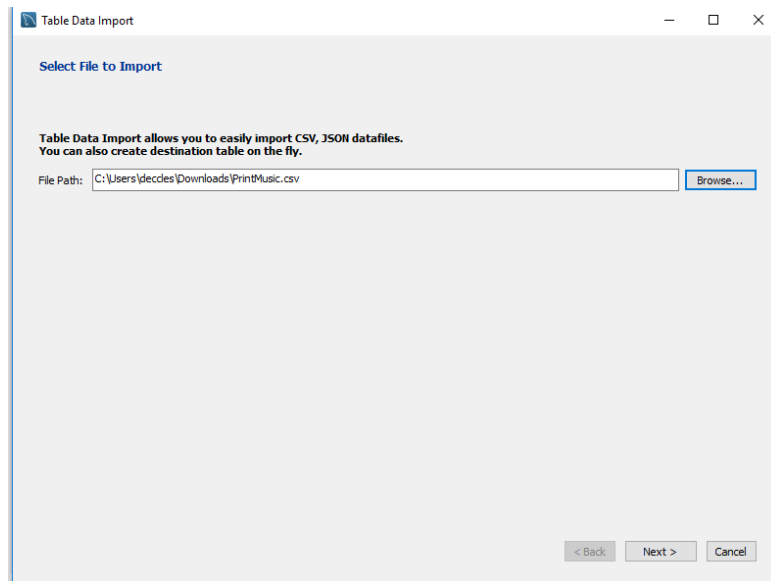 Table Data Import
Select File to Import
Table Data Import allows you to easily import CSV, JSON datafiles.
You can also create destination table on the fly.
File Path: C:\Users\deccles\Downloads\PrintMusic.csv Browse...
< Back Next > Cancel